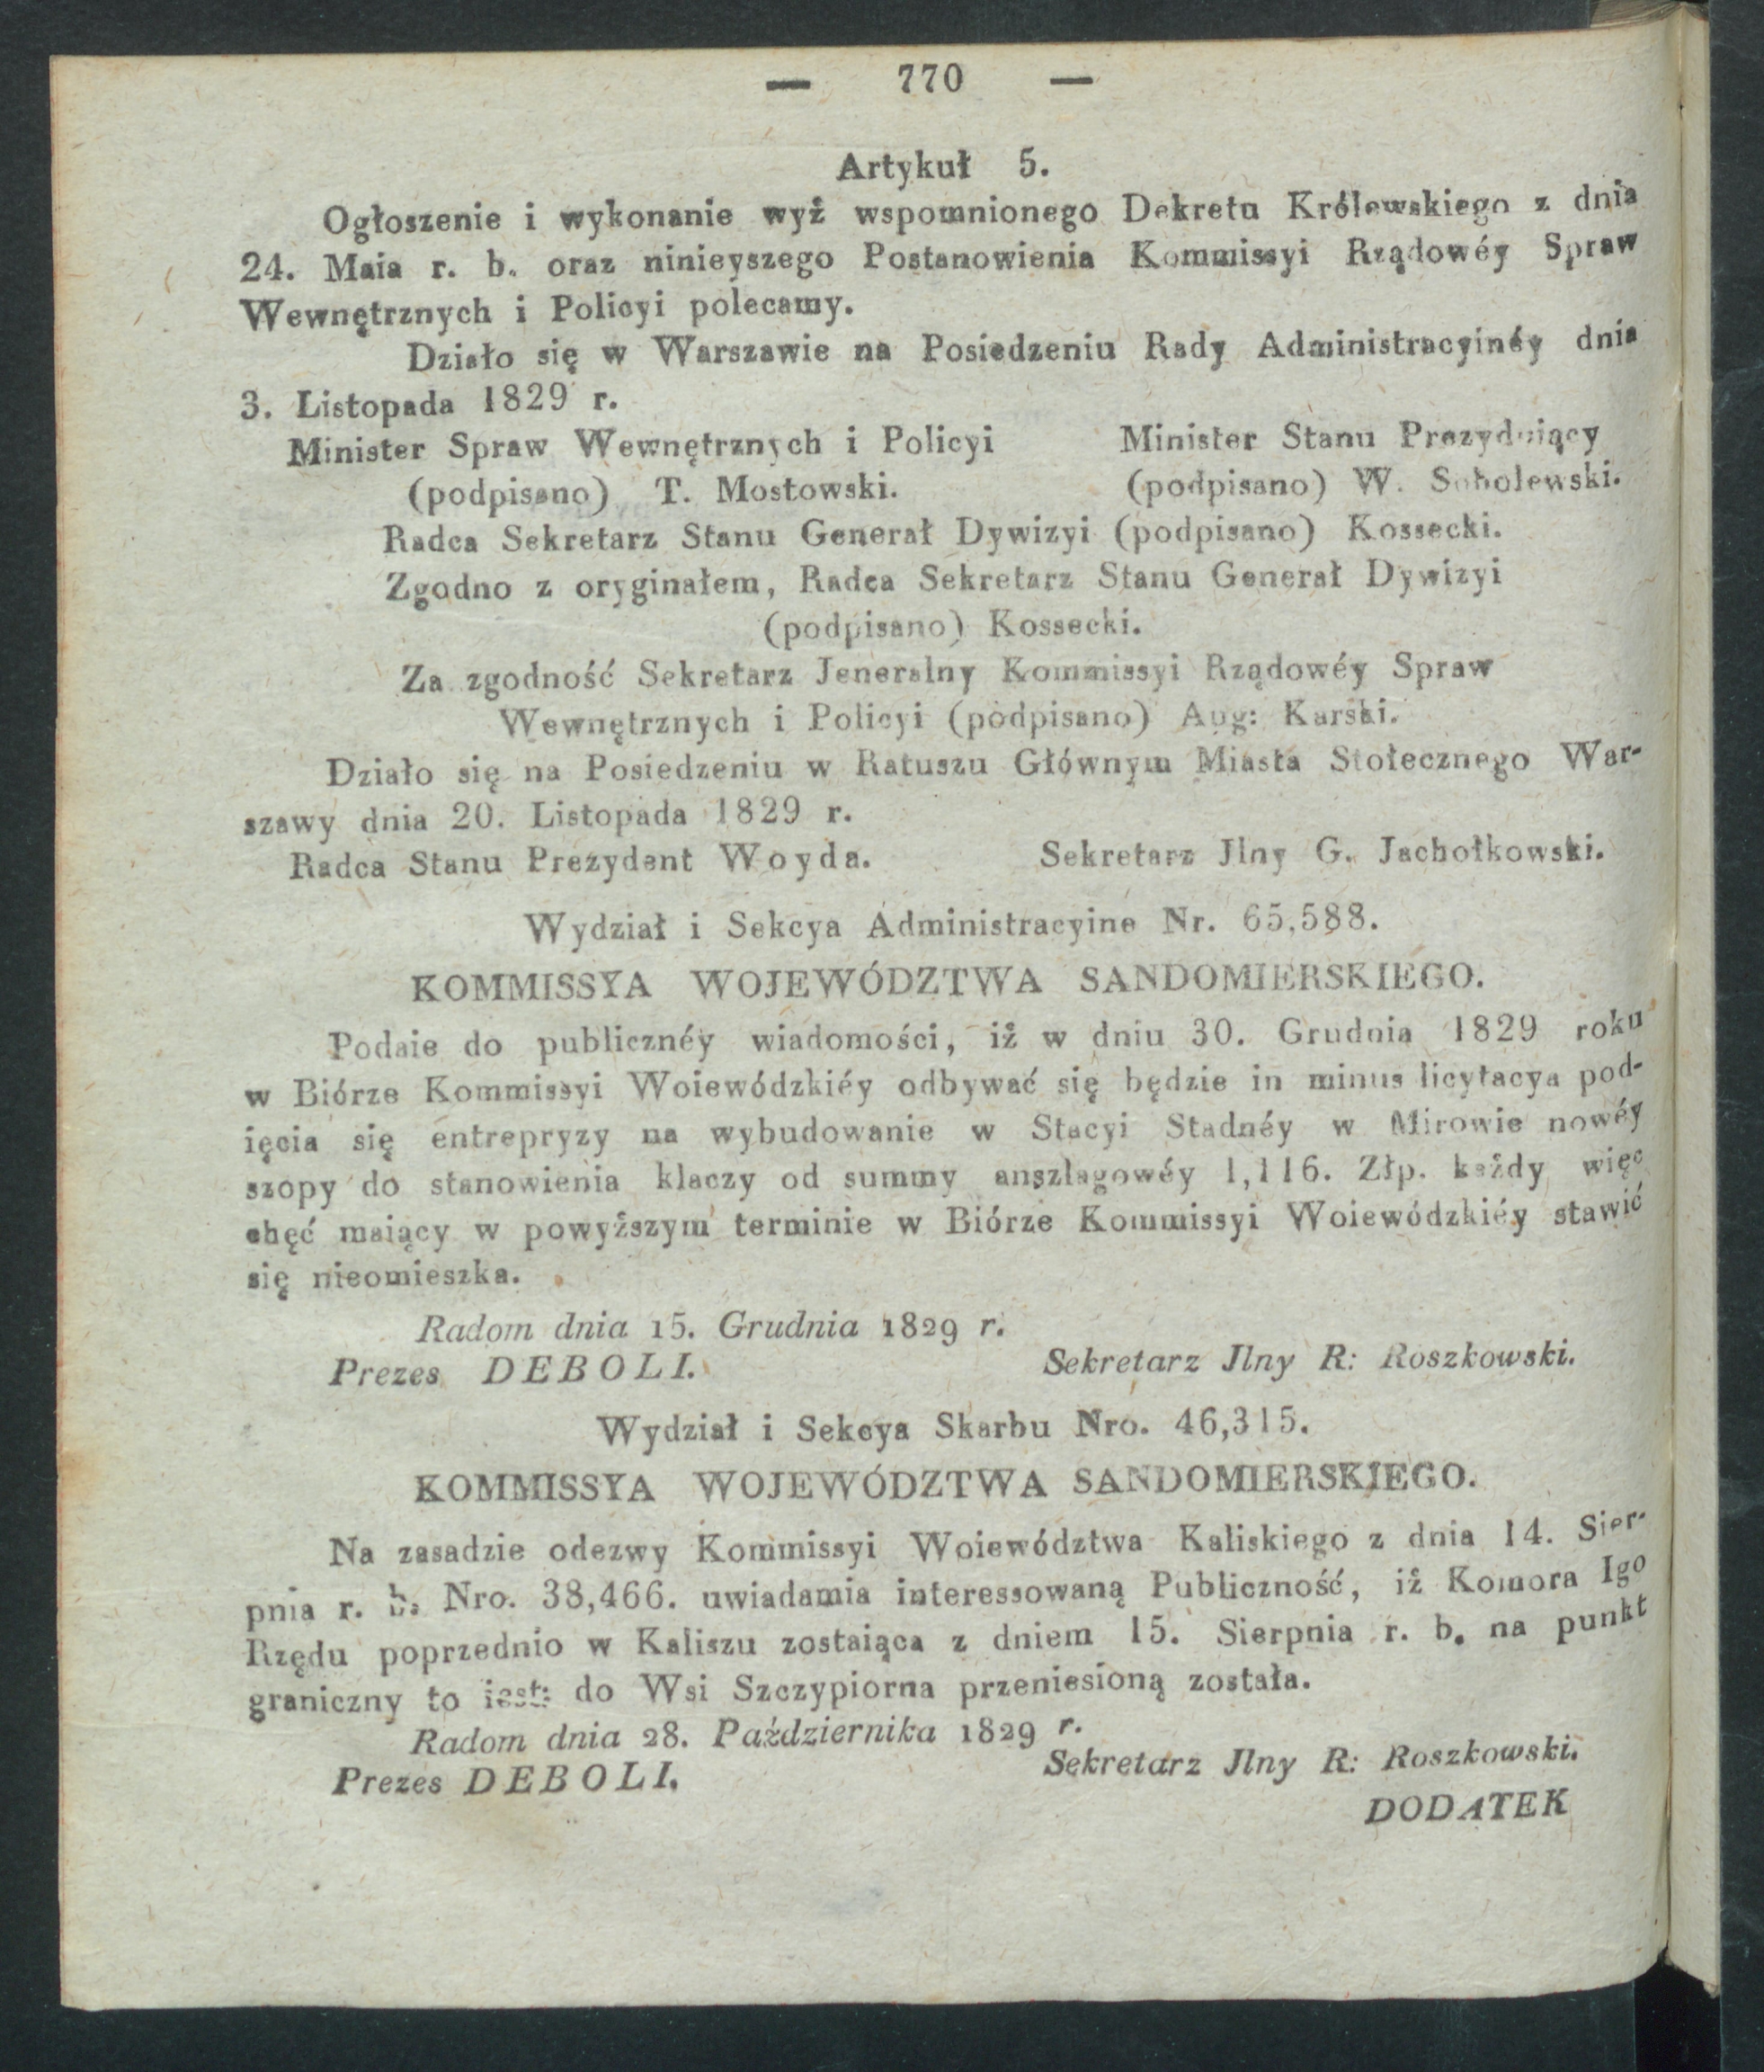 — 770 —
Artykuł 5.
Ogłoszenie i wykonanie wyż wspomnionego Dekretu Królewskiego z dnia
24. Maia r. b. oraz ninieyszego Postanowienia Kommissyi Rządowéy Spraw
Wewnętrznych i Policyi polecamy.
Działo się w Warszawie na Posiedzeniu Rady Administracyinéy dnia
3. Listopada 1829 r.
Minister Spraw Wewnętrznych i Policyi Minister Stanu Prezyduiący
(podpisano) T. Mostowski. (podpisano) W. Sobolewski.
Radca Sekretarz Stanu Generał Dywizyi (podpisano) Kossecki.
Zgodno z oryginałem, Radca Sekretarz Stanu Generał Dywizyi
(podpisano) Kossecki.
Za zgodność Sekretarz Jeneralny Kommissyi Rządowéy Spraw
Wewnętrznych i Policyi (podpisano) Aug: Karski.
Działo się na Posiedzeniu w Ratuszu Głównym Miasta Stołecznego War-
szawy dnia 20. Listopada 1829 r.
Radca Stanu Prezydent Woyda. Sekretarz Jlny G. Jachołkowski.
Wydział i Sekcya Administracyine Nr. 65,588.
KOMMISSYA WOJEWÓDZTWA SANDOMIERSKIEGO.
Podaie do publicznéy wiadomości, iż w dniu 30. Grudnia 1829 roku
w Biórze Kommissyi Woiewódzkiéy odbywać się będzie in minus licytacya pod-
ięcia się entrepryzy na wybudowanie w Stacyi Stadnéy w Mirowie nowéy
szopy do stanowienia klaczy od summy anszlagowéy 1,116. Złp. każdy więc
chęć maiący w powyższym terminie w Biórze Kommissyi Woiewódzkiéy stawić
się nieomieszka.
Radom dnia 15. Grudnia 1829 r.
Prezes DEBOLI. Sekretarz Jlny R: Roszkowski.
Wydział i Sekcya Skarbu Nro. 46,315.
KOMMISSYA WOJEWÓDZTWA SANDOMIERSKIEGO.
Na zasadzie odezwy Kommissyi Woiewództwa Kaliskiego z dnia 14. Sier-
pnia r. b. Nro. 38,466. uwiadamia interessowaną Publiczność, iż Komora Igo
Rzędu poprzednio w Kaliszu zostaiąca z dniem 15. Sierpnia r. b. na punkt
graniczny to iest: do Wsi Szczypiorna przeniesioną została.
Radom dnia 28. Października 1829 r.
Prezes DEBOLI. Sekretarz Jlny R: Roszkowski.
DODATEK